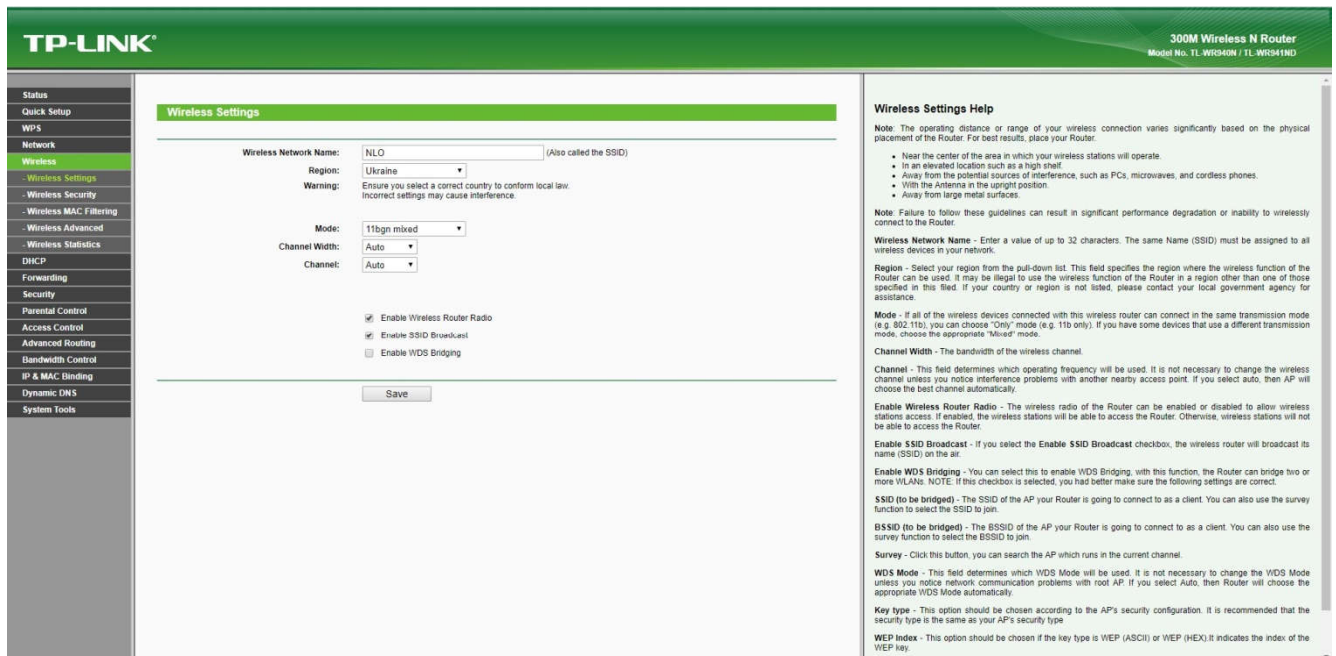 TP-LINK®
300M Wireless N Router
Model No. TL-WR940N / TL-WR941ND
Status
Quick Setup
WPS
Network
Wireless
- Wireless Settings
- Wireless Security
- Wireless MAC Filtering
- Wireless Advanced
- Wireless Statistics
DHCP
Forwarding
Security
Parental Control
Access Control
Advanced Routing
Bandwidth Control
IP & MAC Binding
Dynamic DNS
System Tools
Wireless Settings
Wireless Network Name: NLO (Also called the SSID)
Region: Ukraine
Warning: Ensure you select a correct country to conform local law.
Incorrect settings may cause interference.
Mode: 11bgn mixed
Channel Width: Auto
Channel: Auto
Enable Wireless Router Radio
Enable SSID Broadcast
Enable WDS Bridging
Save
Wireless Settings Help
Note: The operating distance or range of your wireless connection varies significantly based on the physical
placement of the Router. For best results, place your Router.
• Near the center of the area in which your wireless stations will operate.
• In an elevated location such as a high shelf.
• Away from the potential sources of interference, such as PCs, microwaves, and cordless phones.
• With the Antenna in the upright position.
• Away from large metal surfaces.
Note: Failure to follow these guidelines can result in significant performance degradation or inability to wirelessly
connect to the Router.
Wireless Network Name - Enter a value of up to 32 characters. The same Name (SSID) must be assigned to all
wireless devices in your network.
Region - Select your region from the pull-down list. This field specifies the region where the wireless function of the
Router can be used. It may be illegal to use the wireless function of the Router in a region other than one of those
specified in this filed. If your country or region is not listed, please contact your local government agency for
assistance.
Mode - If all of the wireless devices connected with this wireless router can connect in the same transmission mode
(e.g. 802.11b), you can choose "Only" mode (e.g. 11b only). If you have some devices that use a different transmission
mode, choose the appropriate "Mixed" mode.
Channel Width - The bandwidth of the wireless channel.
Channel - This field determines which operating frequency will be used. It is not necessary to change the wireless
channel unless you notice interference problems with another nearby access point. If you select auto, then AP will
choose the best channel automatically.
Enable Wireless Router Radio - The wireless radio of the Router can be enabled or disabled to allow wireless
stations access. If enabled, the wireless stations will be able to access the Router. Otherwise, wireless stations will not
be able to access the Router.
Enable SSID Broadcast - If you select the Enable SSID Broadcast checkbox, the wireless router will broadcast its
name (SSID) on the air.
Enable WDS Bridging - You can select this to enable WDS Bridging, with this function, the Router can bridge two or
more WLANs. NOTE: If this checkbox is selected, you had better make sure the following settings are correct.
SSID (to be bridged) - The SSID of the AP your Router is going to connect to as a client. You can also use the survey
function to select the SSID to join.
BSSID (to be bridged) - The BSSID of the AP your Router is going to connect to as a client. You can also use the
survey function to select the BSSID to join.
Survey - Click this button, you can search the AP which runs in the current channel.
WDS Mode - This field determines which WDS Mode will be used. It is not necessary to change the WDS Mode
unless you notice network communication problems with root AP. If you select Auto, then Router will choose the
appropriate WDS Mode automatically.
Key type - This option should be chosen according to the AP's security configuration. It is recommended that the
security type is the same as your AP's security type
WEP Index - This option should be chosen if the key type is WEP (ASCII) or WEP (HEX).It indicates the index of the
WEP key.